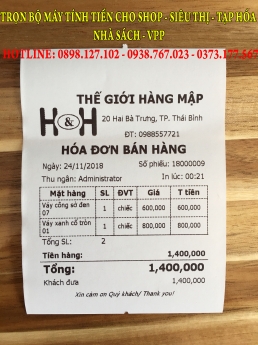 TRỌN BỘ MÁY TÍNH TIỀN CHO SHOP - SIÊU THỊ - TẠP HÓA
NHÀ SÁCH - VPP
HOTLINE: 0898.127.102 - 0938.767.023 - 0373.177.567
THẾ GIỚI HÀNG MẬP
H&H
20 Hai Bà Trưng, TP. Thái Bình
ĐT: 0988557721
HÓA ĐƠN BÁN HÀNG
Ngày: 24/11/2018 Số phiếu: 18000009
Thu ngân: Administrator In lúc: 00:21
Mặt hàng SL ĐVT Giá T tiền
Váy công sở đen 07 1 chiếc 600,000 600,000
Váy xanh cổ tròn 01 1 chiếc 800,000 800,000
Tổng SL: 2
Tiền hàng: 1,400,000
Tổng: 1,400,000
Khách đưa 1,400,000
Xin cảm ơn Quý khách/ Thank you!